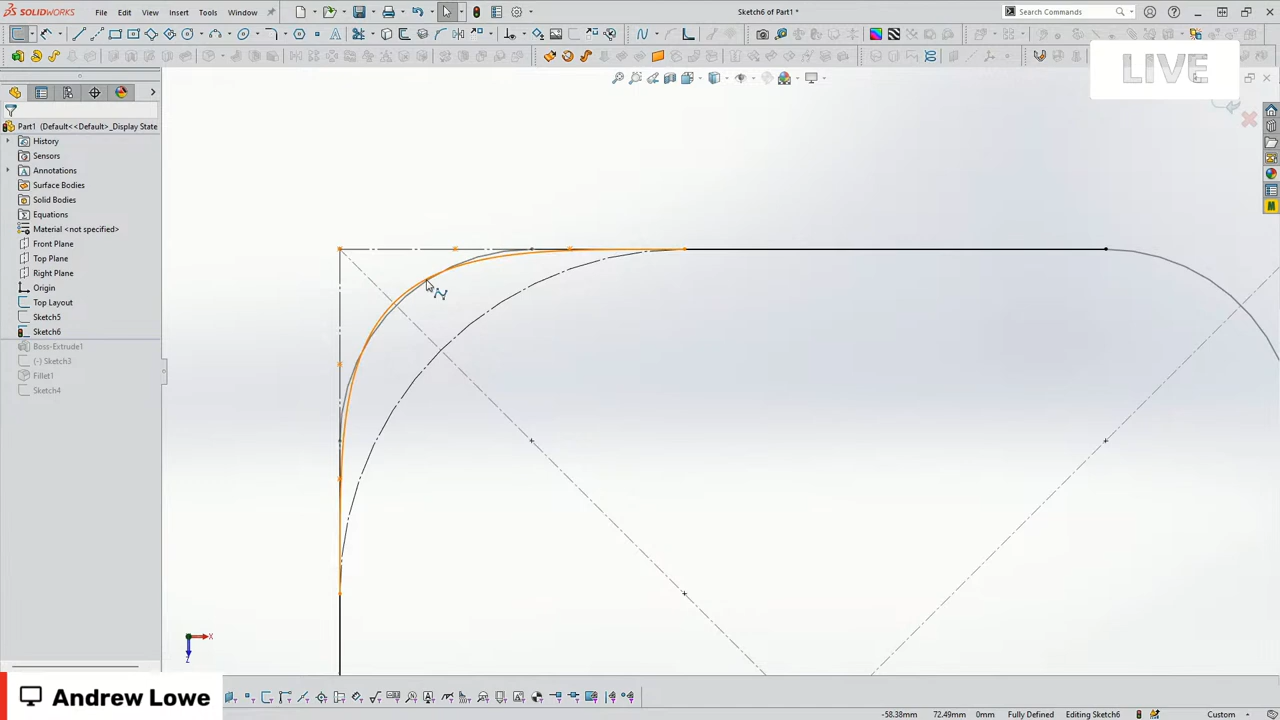 SOLIDWORKS
File
Edit
View
Insert
Tools
Window
Sketch6 of Part1 *
Search Commands
LIVE
Part1 (Default<<Default>_Display State
History
Sensors
Annotations
Surface Bodies
Solid Bodies
Equations
Material <not specified>
Front Plane
Top Plane
Right Plane
Origin
Top Layout
Sketch5
Sketch6
Boss-Extrude1
(-) Sketch3
Fillet1
Sketch4
X
Z
Andrew Lowe
-58.38mm
72.49mm
0mm
Fully Defined
Editing Sketch6
Custom